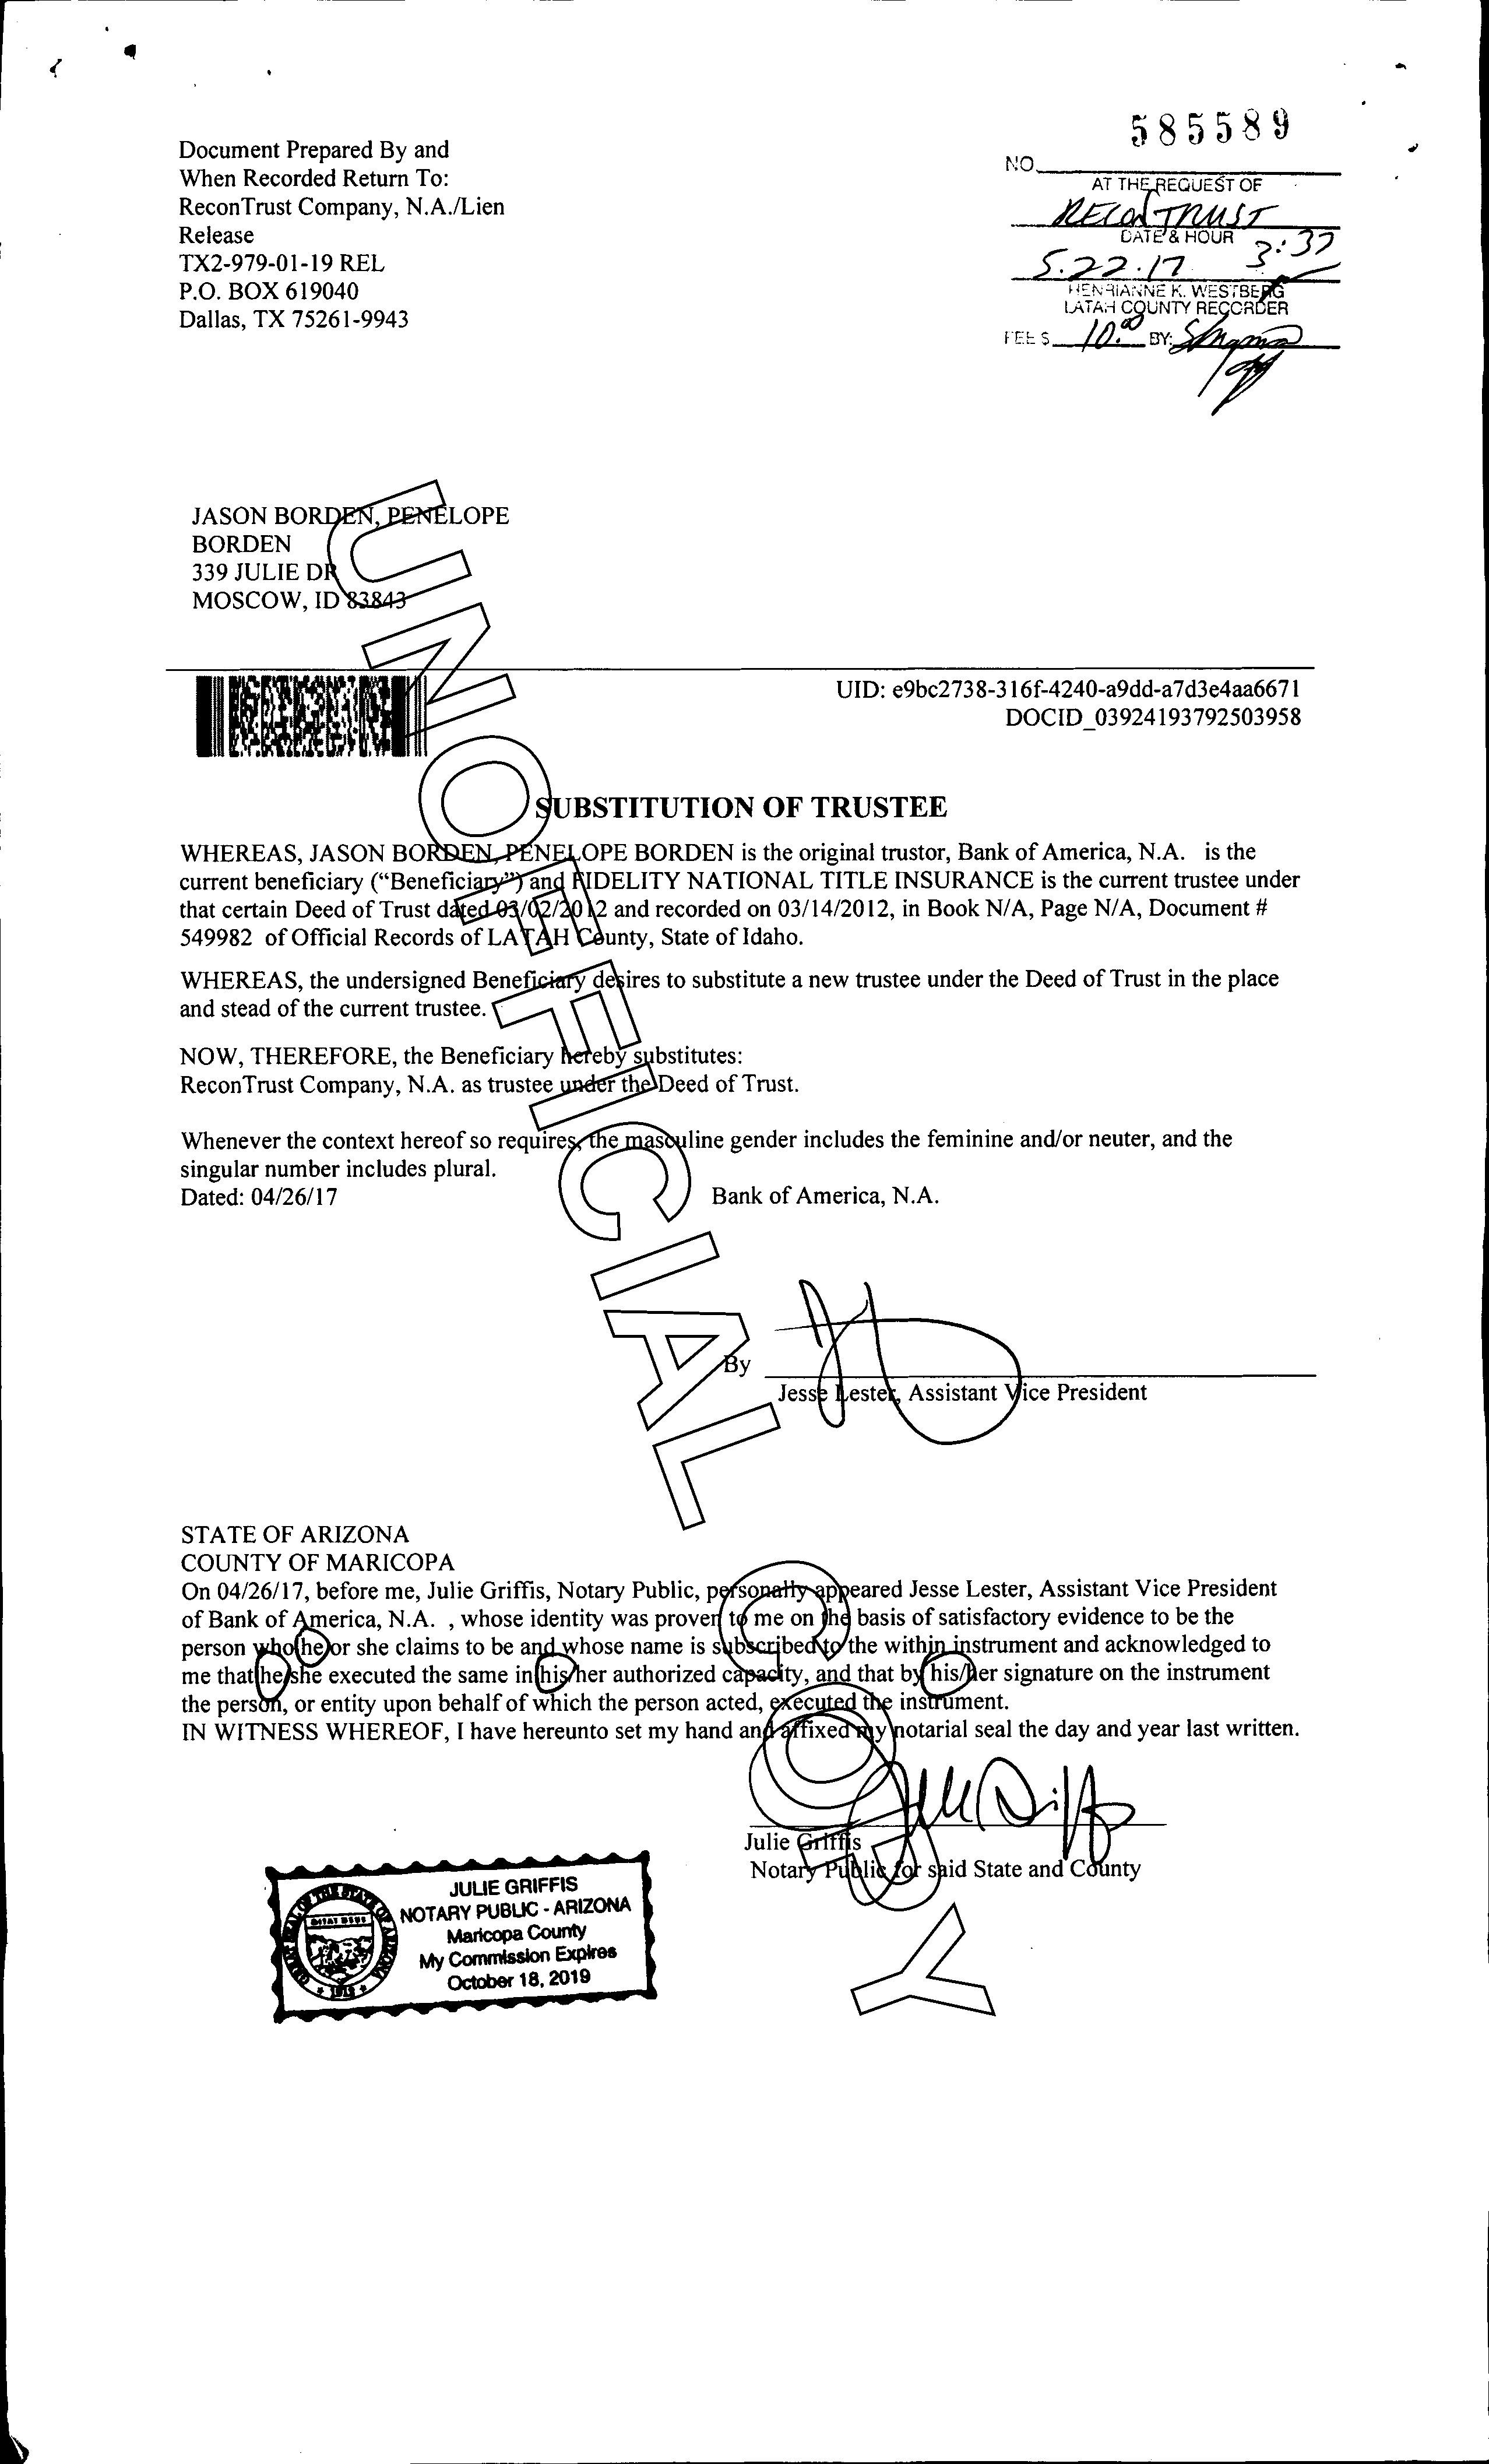 585589
Document Prepared By and
When Recorded Return To:
ReconTrust Company, N.A./Lien
Release
TX2-979-01-19 REL
P.O. BOX 619040
Dallas, TX 75261-9943
NO.
AT THE REQUEST OF
RECONTRUST
DATE & HOUR
5.22.17 3:37
HENRIANNE K. WESTBERG
LATAH COUNTY RECORDER
FEE $ 10.00 BY:
JASON BORDEN, PENELOPE
BORDEN
339 JULIE DR
MOSCOW, ID 83843
UID: e9bc2738-316f-4240-a9dd-a7d3e4aa6671
DOCID_03924193792503958
SUBSTITUTION OF TRUSTEE
WHEREAS, JASON BORDEN, PENELOPE BORDEN is the original trustor, Bank of America, N.A. is the
current beneficiary (“Beneficiary”) and FIDELITY NATIONAL TITLE INSURANCE is the current trustee under
that certain Deed of Trust dated 03/02/2012 and recorded on 03/14/2012, in Book N/A, Page N/A, Document #
549982 of Official Records of LATAH County, State of Idaho.
WHEREAS, the undersigned Beneficiary desires to substitute a new trustee under the Deed of Trust in the place
and stead of the current trustee.
NOW, THEREFORE, the Beneficiary hereby substitutes:
ReconTrust Company, N.A. as trustee under the Deed of Trust.
Whenever the context hereof so requires, the masculine gender includes the feminine and/or neuter, and the
singular number includes plural.
Dated: 04/26/17 Bank of America, N.A.
By
Jesse Lester, Assistant Vice President
STATE OF ARIZONA
COUNTY OF MARICOPA
On 04/26/17, before me, Julie Griffis, Notary Public, personally appeared Jesse Lester, Assistant Vice President
of Bank of America, N.A. , whose identity was proven to me on the basis of satisfactory evidence to be the
person who he or she claims to be and whose name is subscribed to the within instrument and acknowledged to
me that he/she executed the same in his/her authorized capacity, and that by his/her signature on the instrument
the person, or entity upon behalf of which the person acted, executed the instrument.
IN WITNESS WHEREOF, I have hereunto set my hand and affixed my notarial seal the day and year last written.
Julie Griffis
Notary Public for said State and County
JULIE GRIFFIS
NOTARY PUBLIC - ARIZONA
Maricopa County
My Commission Expires
October 18, 2019
GREAT SEAL OF THE STATE OF ARIZONA
DITAT DEUS
1912
UNOFFICIAL COPY